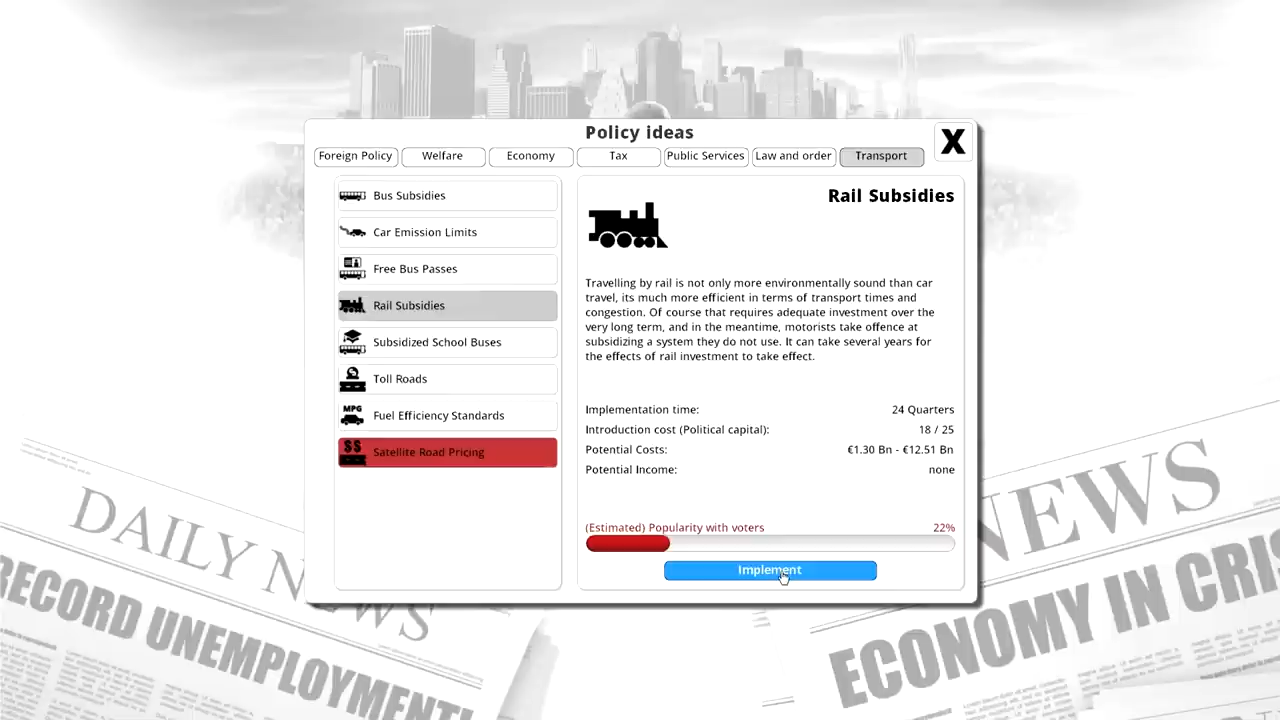 Policy ideas
X
Foreign Policy
Welfare
Economy
Tax
Public Services
Law and order
Transport
Bus Subsidies
Car Emission Limits
Free Bus Passes
Rail Subsidies
Subsidized School Buses
Toll Roads
MPG
Fuel Efficiency Standards
$$
Satellite Road Pricing
Rail Subsidies
Travelling by rail is not only more environmentally sound than car
travel, its much more efficient in terms of transport times and
congestion. Of course that requires adequate investment over the
very long term, and in the meantime, motorists take offence at
subsidizing a system they do not use. It can take several years for
the effects of rail investment to take effect.
Implementation time: 24 Quarters
Introduction cost (Political capital): 18 / 25
Potential Costs: €1.30 Bn - €12.51 Bn
Potential Income: none
(Estimated) Popularity with voters 22%
Implement
DAILY NEWS
RECORD UNEMPLOYMENT!
NEWS
ECONOMY IN CRIS